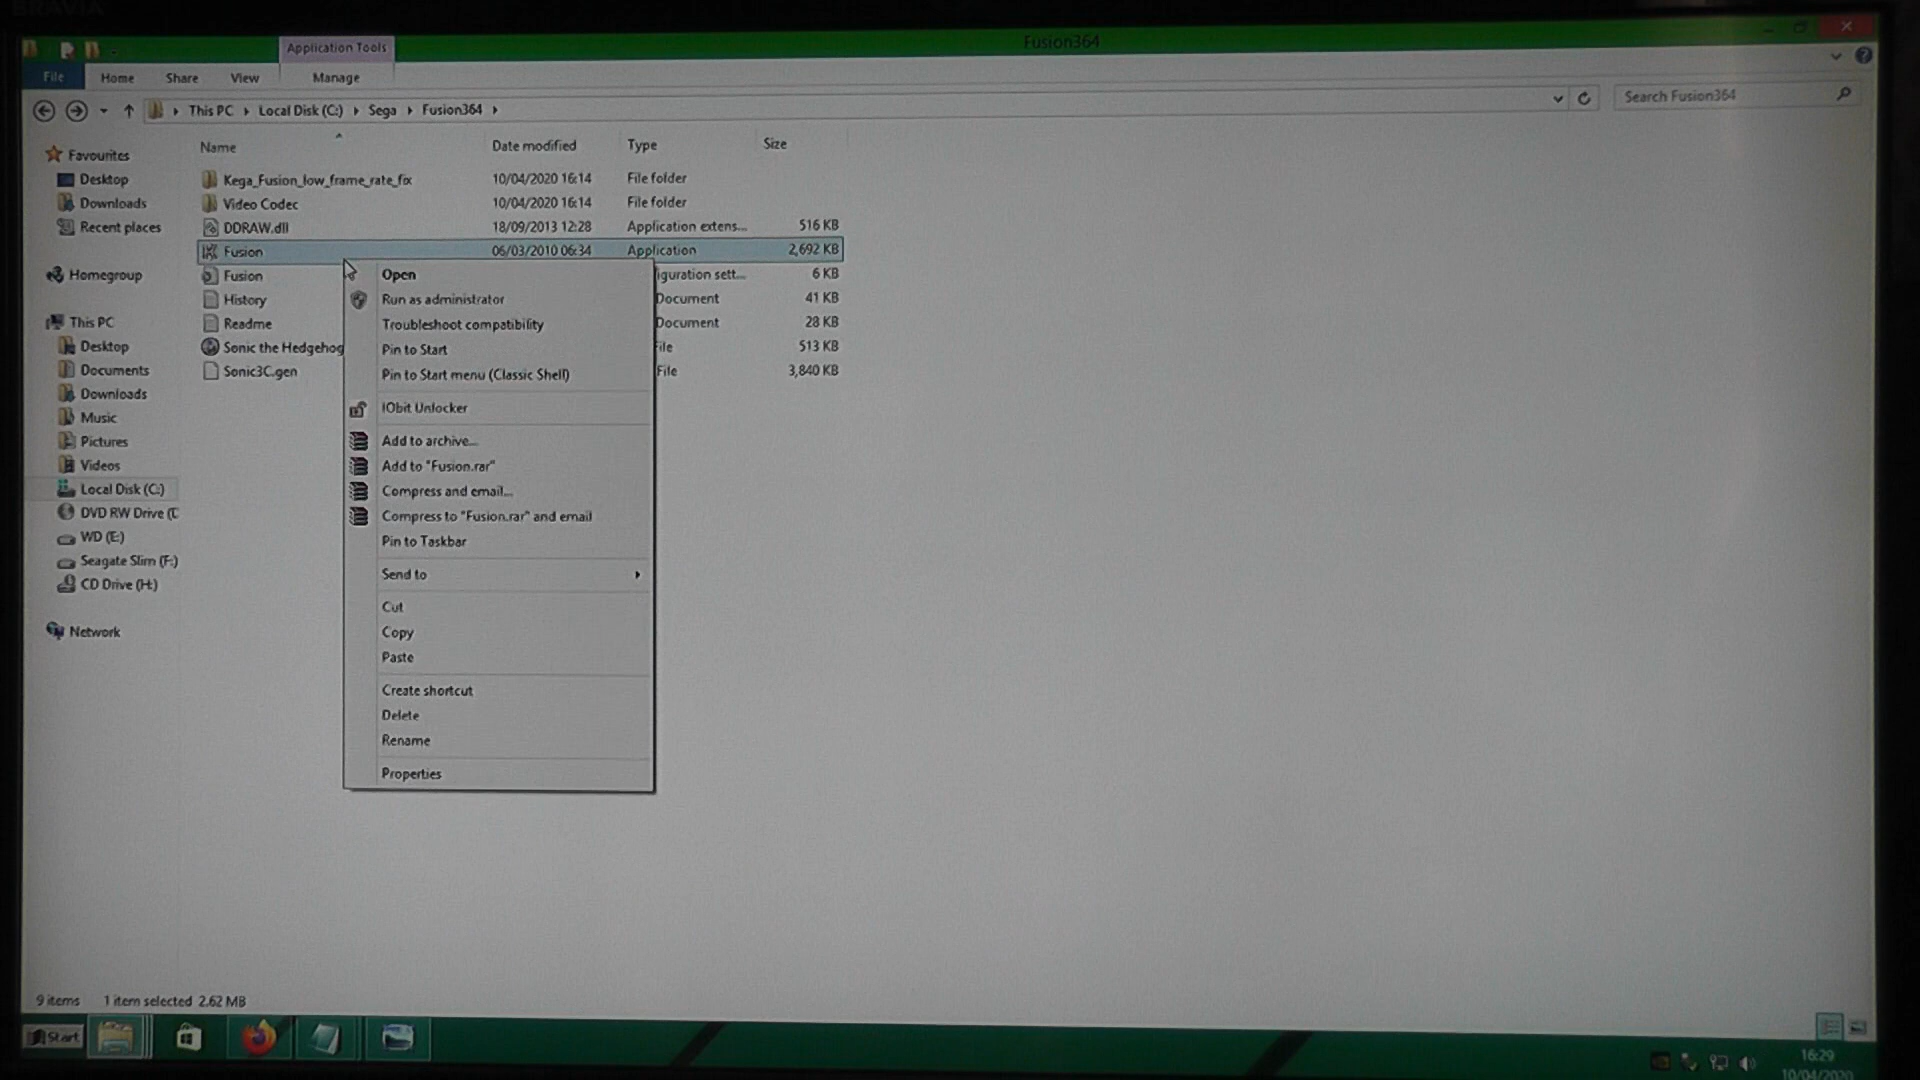 BRAVIA
Application Tools
Fusion364
File Home Share View Manage
This PC Local Disk (C:) Sega Fusion364
Search Fusion364
Name Date modified Type Size
Favourites
Desktop
Downloads
Recent places
Homegroup
This PC
Desktop
Documents
Downloads
Music
Pictures
Videos
Local Disk (C:)
DVD RW Drive (D
WD (E:)
Seagate Slim (F:)
CD Drive (H:)
Network
Kega_Fusion_low_frame_rate_fix 10/04/2020 16:14 File folder
Video Codec 10/04/2020 16:14 File folder
DDRAW.dll 18/09/2013 12:28 Application extens... 516 KB
Fusion 06/03/2010 06:34 Application 2,692 KB
Fusion iguration sett... 6 KB
History Document 41 KB
Readme Document 28 KB
Sonic the Hedgehog File 513 KB
Sonic3C.gen File 3,840 KB
Open
Run as administrator
Troubleshoot compatibility
Pin to Start
Pin to Start menu (Classic Shell)
IObit Unlocker
Add to archive...
Add to "Fusion.rar"
Compress and email...
Compress to "Fusion.rar" and email
Pin to Taskbar
Send to
Cut
Copy
Paste
Create shortcut
Delete
Rename
Properties
9 items 1 item selected 2.62 MB
Start
16:29
10/04/2020